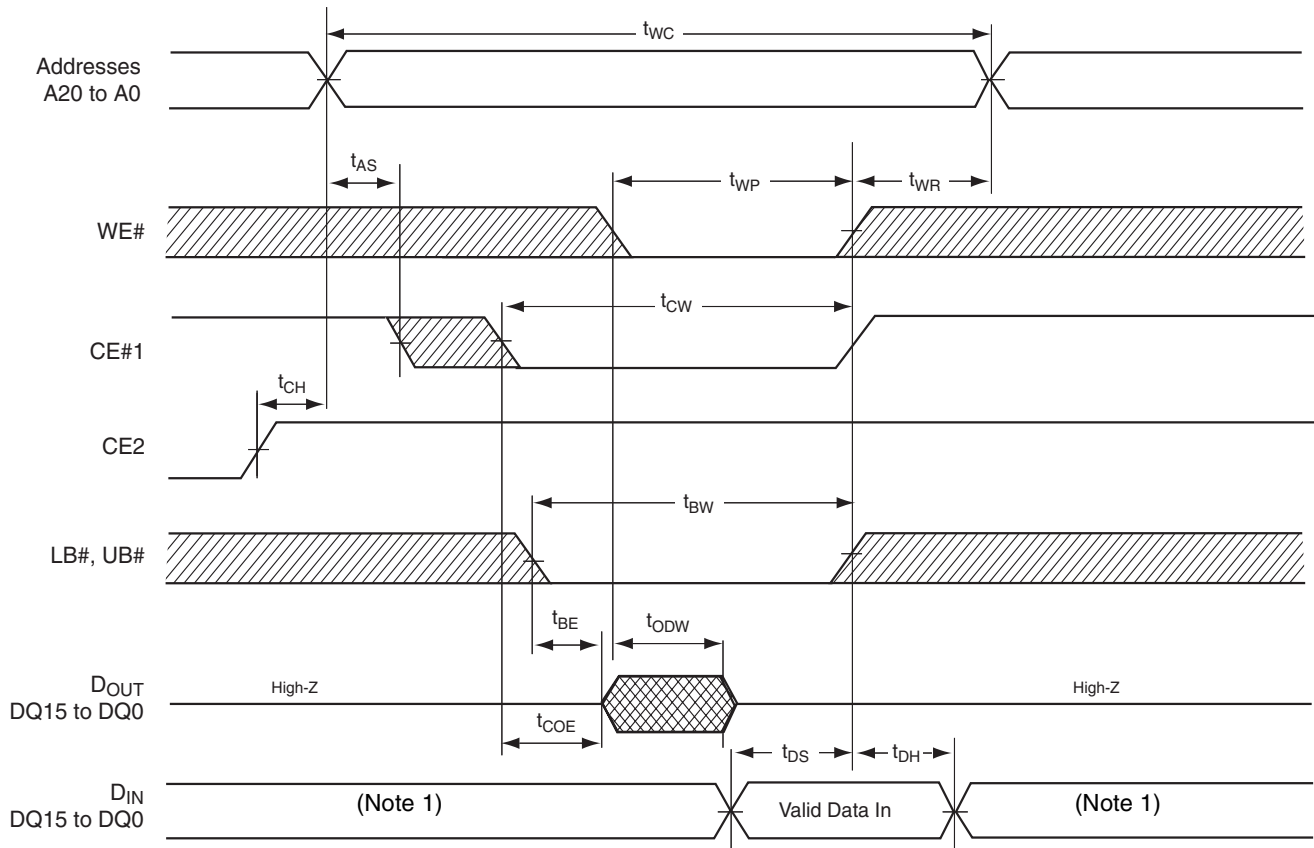 tWC
Addresses
A20 to A0
tAS
tWP
tWR
WE#
tCW
CE#1
tCH
CE2
tBW
LB#, UB#
tBE
tODW
DOUT
DQ15 to DQ0
High-Z
High-Z
tCOE
tDS
tDH
DIN
DQ15 to DQ0
(Note 1)
Valid Data In
(Note 1)